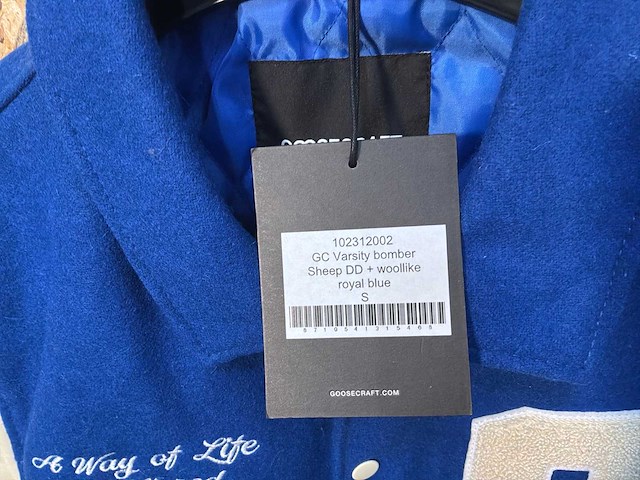 GOOSECRAFT
102312002
GC Varsity bomber
Sheep DD + woollike
royal blue
S
GOOSECRAFT.COM
A Way of Life